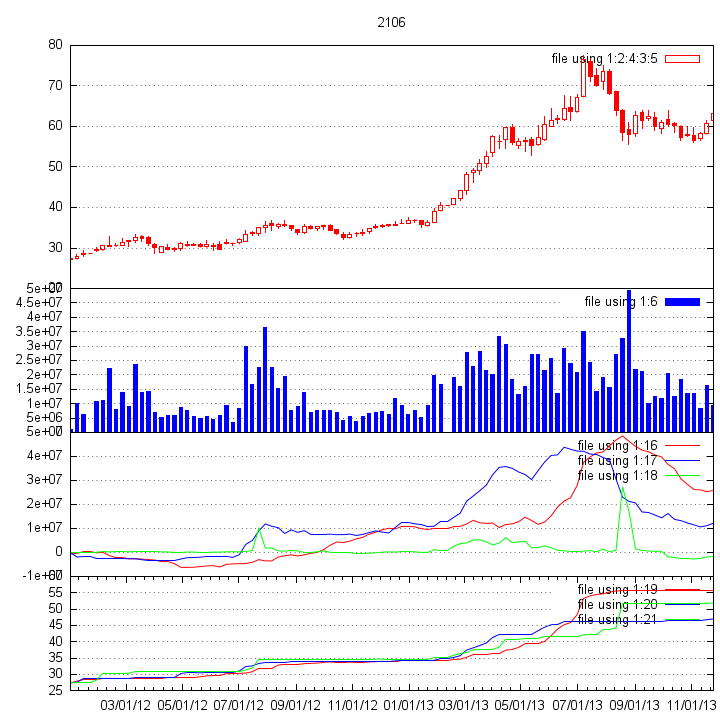 2106
80
file using 1:2:4:3:5
70
60
50
40
30
5e+07
file using 1:6
4.5e+07
4e+07
3.5e+07
3e+07
2.5e+07
2e+07
1.5e+07
1e+07
5e+06
file using 1:16
4e+07
file using 1:17
3e+07
file using 1:18
2e+07
1e+07
0
-1e+07
file using 1:19
55
file using 1:20
50
file using 1:21
45
40
35
30
25
03/01/12 05/01/12 07/01/12 09/01/12 11/01/12 01/01/13 03/01/13 05/01/13 07/01/13 09/01/13 11/01/13